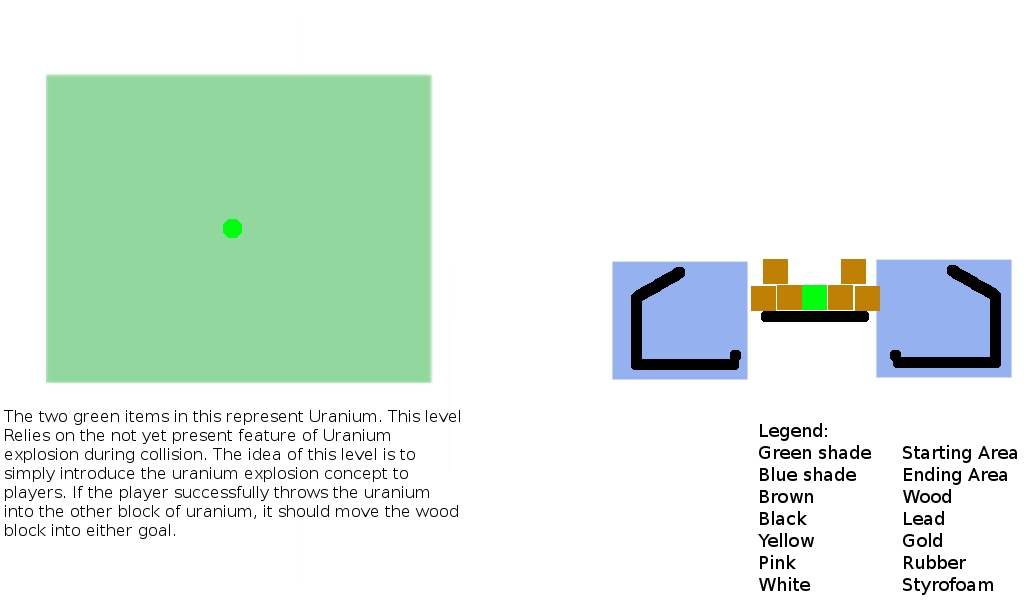 The two green items in this represent Uranium. This level
Relies on the not yet present feature of Uranium
explosion during collision. The idea of this level is to
simply introduce the uranium explosion concept to
players. If the player successfully throws the uranium
into the other block of uranium, it should move the wood
block into either goal.
Legend:
Green shade Starting Area
Blue shade Ending Area
Brown Wood
Black Lead
Yellow Gold
Pink Rubber
White Styrofoam